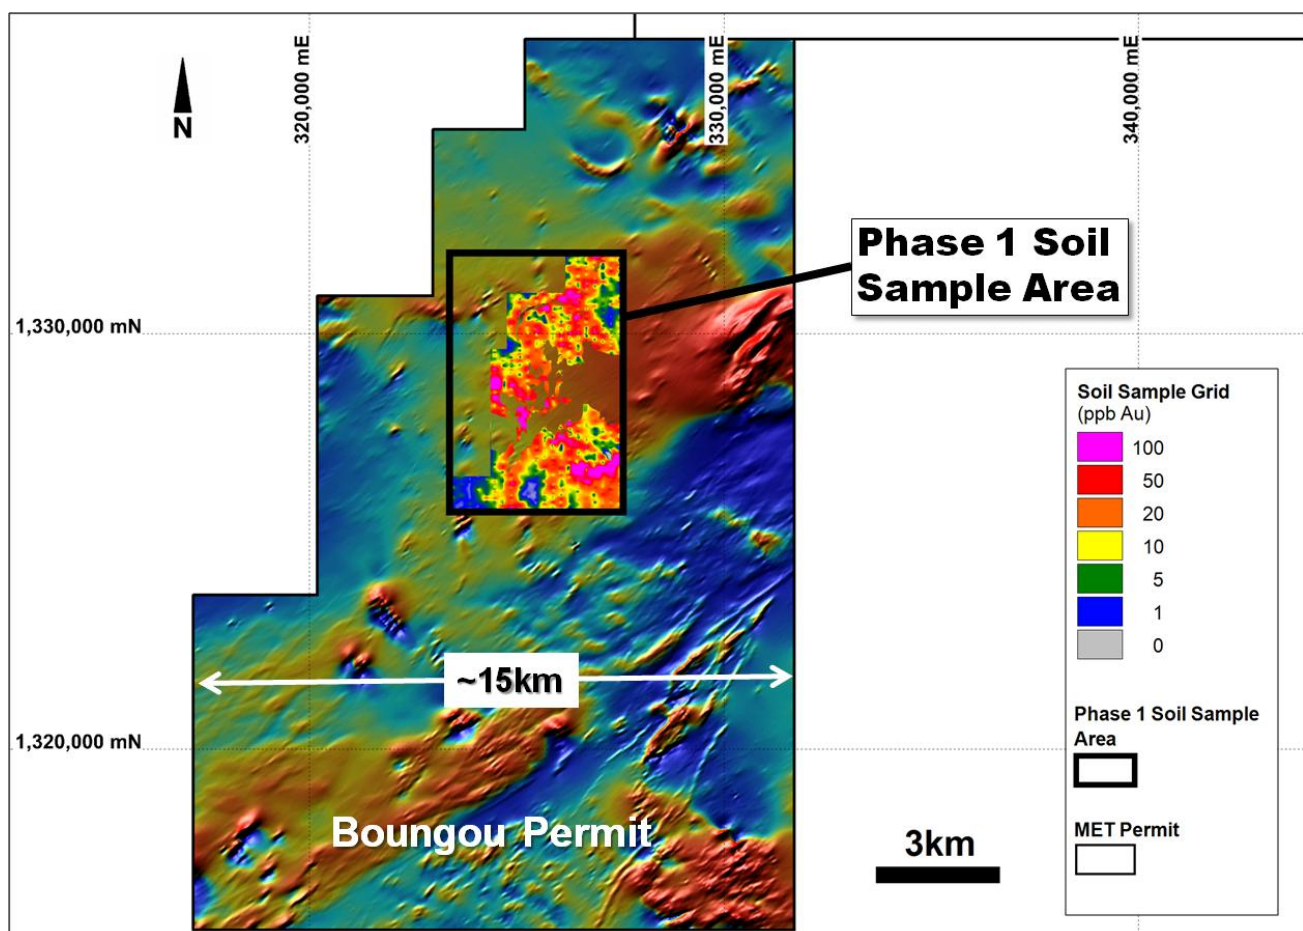 320,000 mE
330,000 mE
340,000 mE
N
Phase 1 Soil
Sample Area
1,330,000 mN
Soil Sample Grid
(ppb Au)
100
50
20
10
5
1
0
~15km
Phase 1 Soil Sample
Area
1,320,000 mN
Boungou Permit
3km
MET Permit